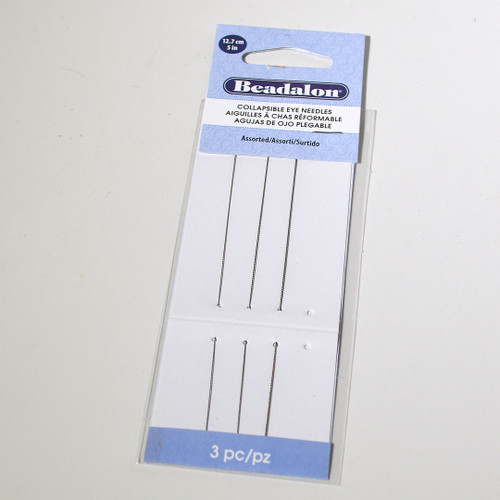 12.7 cm
5 in
Beadalon
COLLAPSIBLE EYE NEEDLES
AIGUILLES À CHAS RÉFORMABLE
AGUJAS DE OJO PLEGABLE
Assorted/Assorti/Surtido
3 pc/pz